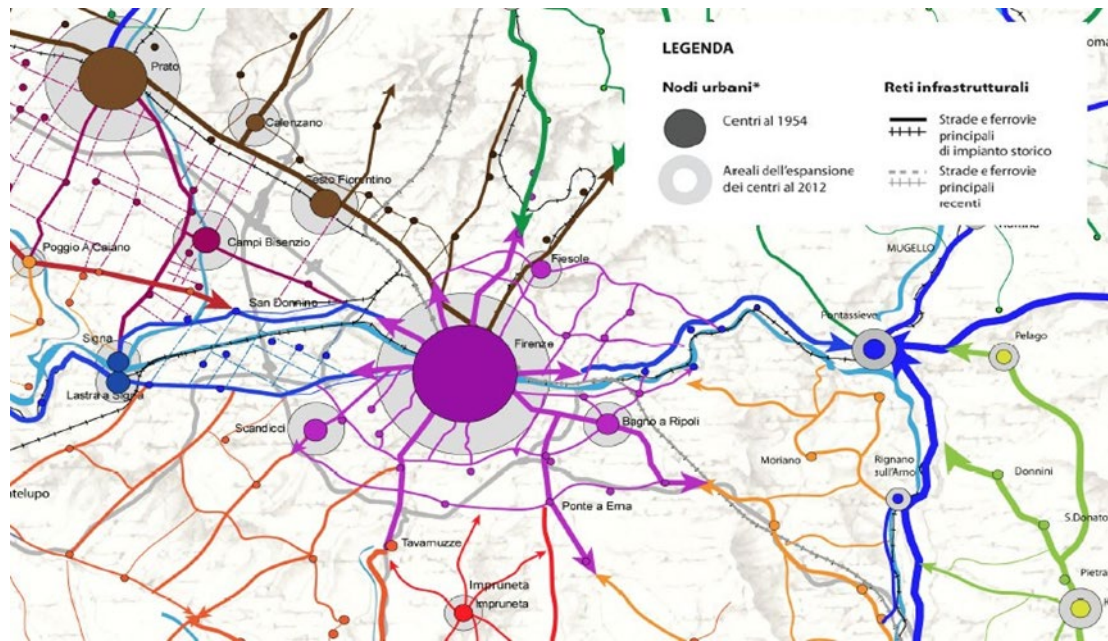 LEGENDA
Nodi urbani*
Centri al 1954
Areali dell'espansione
dei centri al 2012
Reti infrastrutturali
Strade e ferrovie
principali
di impianto storico
Strade e ferrovie
principali
recenti
Prato
Calenzano
Sesto Fiorentino
Poggio A Caiano
Campi Bisenzio
San Donnino
Fiesole
MUGELLO
Signa
Lastra a Signa
Firenze
Pontassieve
Pelago
Scandicci
Bagno a Ripoli
Moriano
Rignano
sull'Arno
Donnini
telupo
Ponte a Ema
S.Donato
Tavarnuzze
Impruneta
Impruneta
Pietra